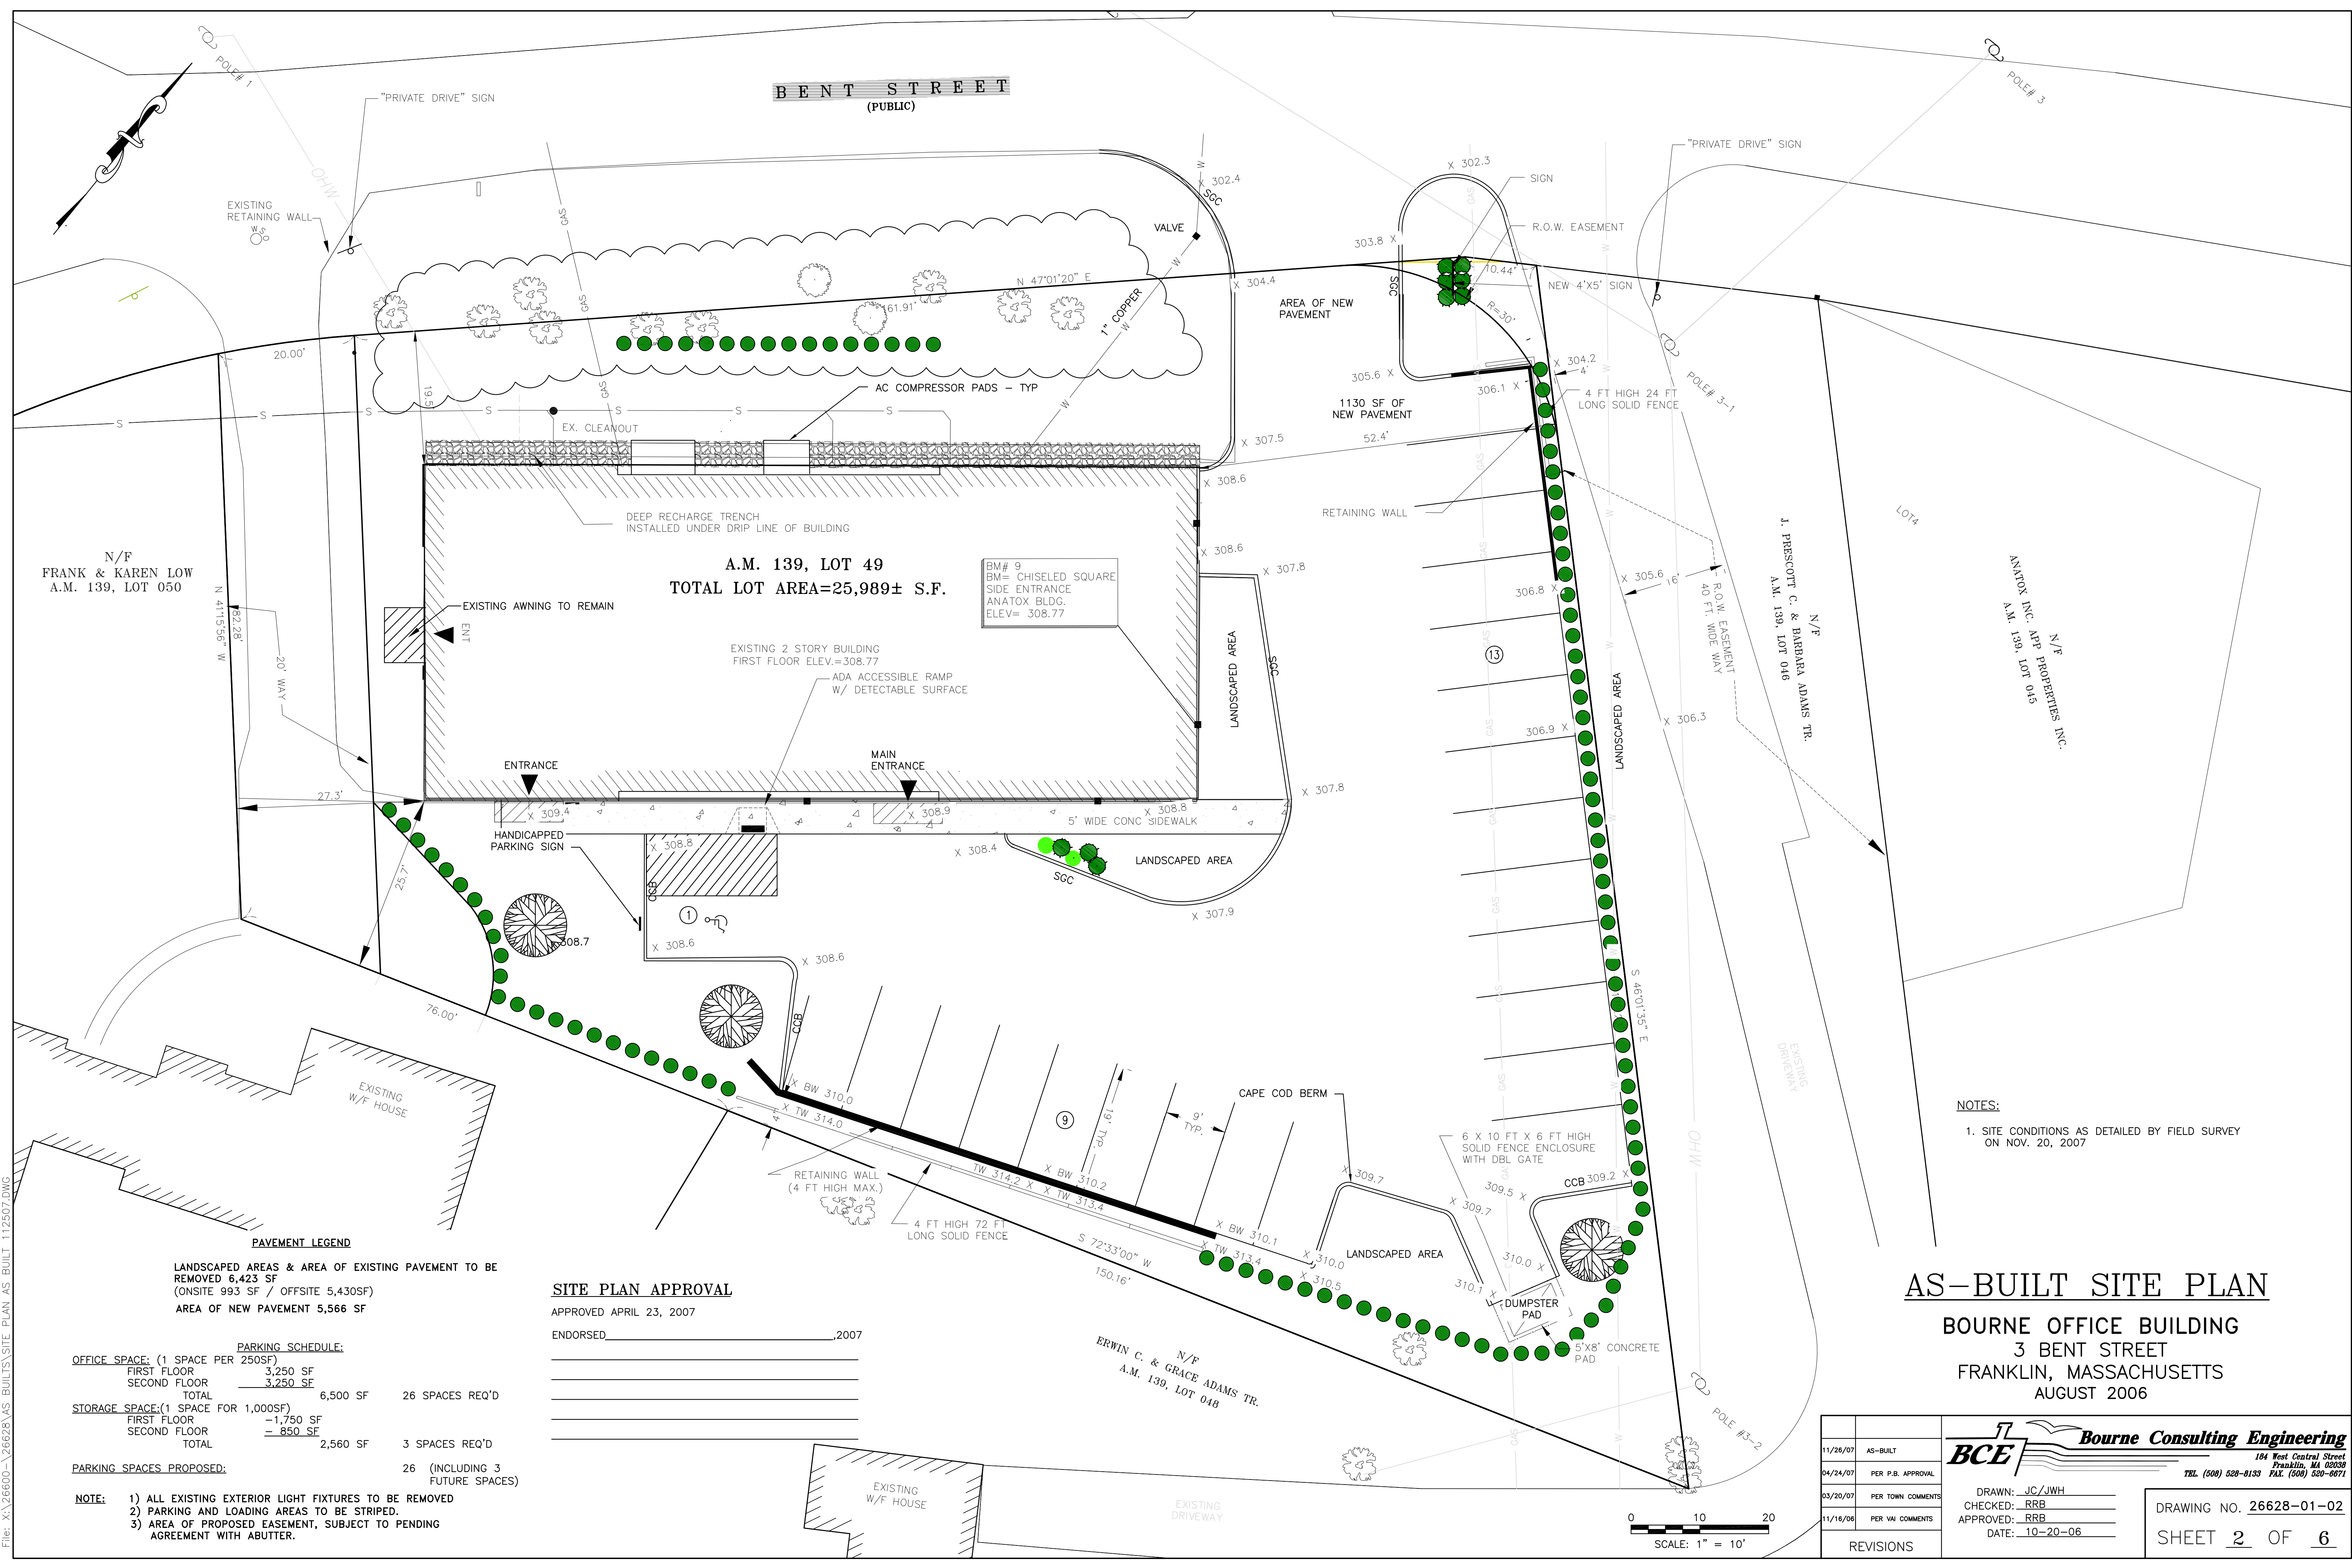 BENT STREET
(PUBLIC)
POLE# 1
"PRIVATE DRIVE" SIGN
OHW
EXISTING
RETAINING WALL
WSO
GAS
GAS
GAS
W
X 302.4
SGC
VALVE
W
N 47°01'20" E
161.91'
1" COPPER
W
W
X 304.4
AREA OF NEW
PAVEMENT
X 302.3
SIGN
R.O.W. EASEMENT
303.8 X
SGC
10.44'
NEW 4'X5' SIGN
R=30'
GAS
W
"PRIVATE DRIVE" SIGN
POLE# 3
POLE# 3-1
20.00'
19.5'
S
S
S
S
S
S
S
EX. CLEANOUT
AC COMPRESSOR PADS - TYP
305.6 X
306.1 X
X 304.2
4'
4 FT HIGH 24 FT
LONG SOLID FENCE
1130 SF OF
NEW PAVEMENT
52.4'
X 307.5
X 308.6
RETAINING WALL
DEEP RECHARGE TRENCH
INSTALLED UNDER DRIP LINE OF BUILDING
A.M. 139, LOT 49
TOTAL LOT AREA=25,989± S.F.
BM# 9
BM= CHISELED SQUARE
SIDE ENTRANCE
ANATOX BLDG.
ELEV= 308.77
X 308.6
X 307.8
N/F
FRANK & KAREN LOW
A.M. 139, LOT 050
N 41°15'56" W
82.28'
20' WAY
EXISTING AWNING TO REMAIN
ENT
EXISTING 2 STORY BUILDING
FIRST FLOOR ELEV.=308.77
ADA ACCESSIBLE RAMP
W/ DETECTABLE SURFACE
LANDSCAPED AREA
SGC
13
306.8 X
X 305.6
16'
R.O.W. EASEMENT
40 FT. WIDE WAY
N/F
J. PRESCOTT C. & BARBARA ADAMS TR.
A.M. 139, LOT 046
LOT4
N/F
ANATOX INC. APP PROPERTIES INC.
A.M. 139, LOT 045
306.9 X
X 306.3
LANDSCAPED AREA
ENTRANCE
MAIN
ENTRANCE
27.3'
X 309.4
X 308.9
X 308.8
X 307.8
5' WIDE CONC SIDEWALK
HANDICAPPED
PARKING SIGN
X 308.8
X 308.4
LANDSCAPED AREA
SGC
X 307.9
25.7'
CCB
1
308.7
X 308.6
X 308.6
76.00'
CCB
S 46°01'35" E
EXISTING
DRIVEWAY
OHW
EXISTING
W/F HOUSE
X BW 310.0
X TW 314.0
4'
9
19' TYP.
9'
TYP.
CAPE COD BERM
6 X 10 FT X 6 FT HIGH
SOLID FENCE ENCLOSURE
WITH DBL GATE
RETAINING WALL
(4 FT HIGH MAX.)
TW 314.2 X
X BW 310.2
X TW 313.4
X 309.7
X 309.7
309.5 X
CCB
309.2 X
4 FT HIGH 72 FT
LONG SOLID FENCE
S 72°33'00" W
150.16'
X BW 310.1
X TW 313.4
X 310.0
X 310.5
LANDSCAPED AREA
310.0 X
310.1 X
DUMPSTER
PAD
5'X8' CONCRETE
PAD
N/F
ERWIN C. & GRACE ADAMS TR.
A.M. 139, LOT 048
POLE #3-2
EXISTING
W/F HOUSE
EXISTING
DRIVEWAY
NOTES:
1. SITE CONDITIONS AS DETAILED BY FIELD SURVEY
ON NOV. 20, 2007
PAVEMENT LEGEND
LANDSCAPED AREAS & AREA OF EXISTING PAVEMENT TO BE
REMOVED 6,423 SF
(ONSITE 993 SF / OFFSITE 5,430SF)
AREA OF NEW PAVEMENT 5,566 SF
PARKING SCHEDULE:
OFFICE SPACE: (1 SPACE PER 250SF)
FIRST FLOOR 3,250 SF
SECOND FLOOR 3,250 SF
TOTAL 6,500 SF 26 SPACES REQ'D
STORAGE SPACE:(1 SPACE FOR 1,000SF)
FIRST FLOOR -1,750 SF
SECOND FLOOR - 850 SF
TOTAL 2,560 SF 3 SPACES REQ'D
PARKING SPACES PROPOSED: 26 (INCLUDING 3
FUTURE SPACES)
NOTE: 1) ALL EXISTING EXTERIOR LIGHT FIXTURES TO BE REMOVED
2) PARKING AND LOADING AREAS TO BE STRIPED.
3) AREA OF PROPOSED EASEMENT, SUBJECT TO PENDING
AGREEMENT WITH ABUTTER.
SITE PLAN APPROVAL
APPROVED APRIL 23, 2007
ENDORSED ,2007
File: X:\26600-\26628\AS BUILTS\SITE PLAN AS BUILT 112507.DWG
0 10 20
SCALE: 1" = 10'
AS-BUILT SITE PLAN
BOURNE OFFICE BUILDING
3 BENT STREET
FRANKLIN, MASSACHUSETTS
AUGUST 2006
11/26/07 AS-BUILT
04/24/07 PER P.B. APPROVAL
03/20/07 PER TOWN COMMENTS
11/16/06 PER VAI COMMENTS
REVISIONS
BCE
Bourne Consulting Engineering
184 West Central Street
Franklin, MA 02038
TEL. (508) 528-8133 FAX. (508) 520-6671
DRAWN: JC/JWH
CHECKED: RRB
APPROVED: RRB
DATE: 10-20-06
DRAWING NO. 26628-01-02
SHEET 2 OF 6